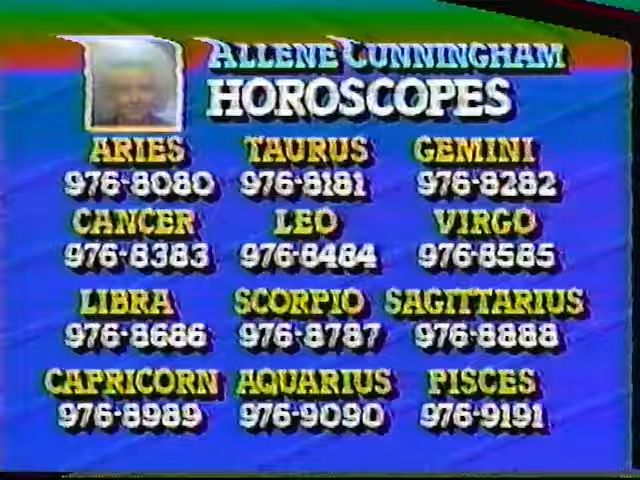 ALLENE CUNNINGHAM
HOROSCOPES
ARIES TAURUS GEMINI
976-8080 976-8181 976-8282
CANCER LEO VIRGO
976-8383 976-8484 976-8585
LIBRA SCORPIO SAGITTARIUS
976-8686 976-8787 976-8888
CAPRICORN AQUARIUS PISCES
976-8989 976-9090 976-9191